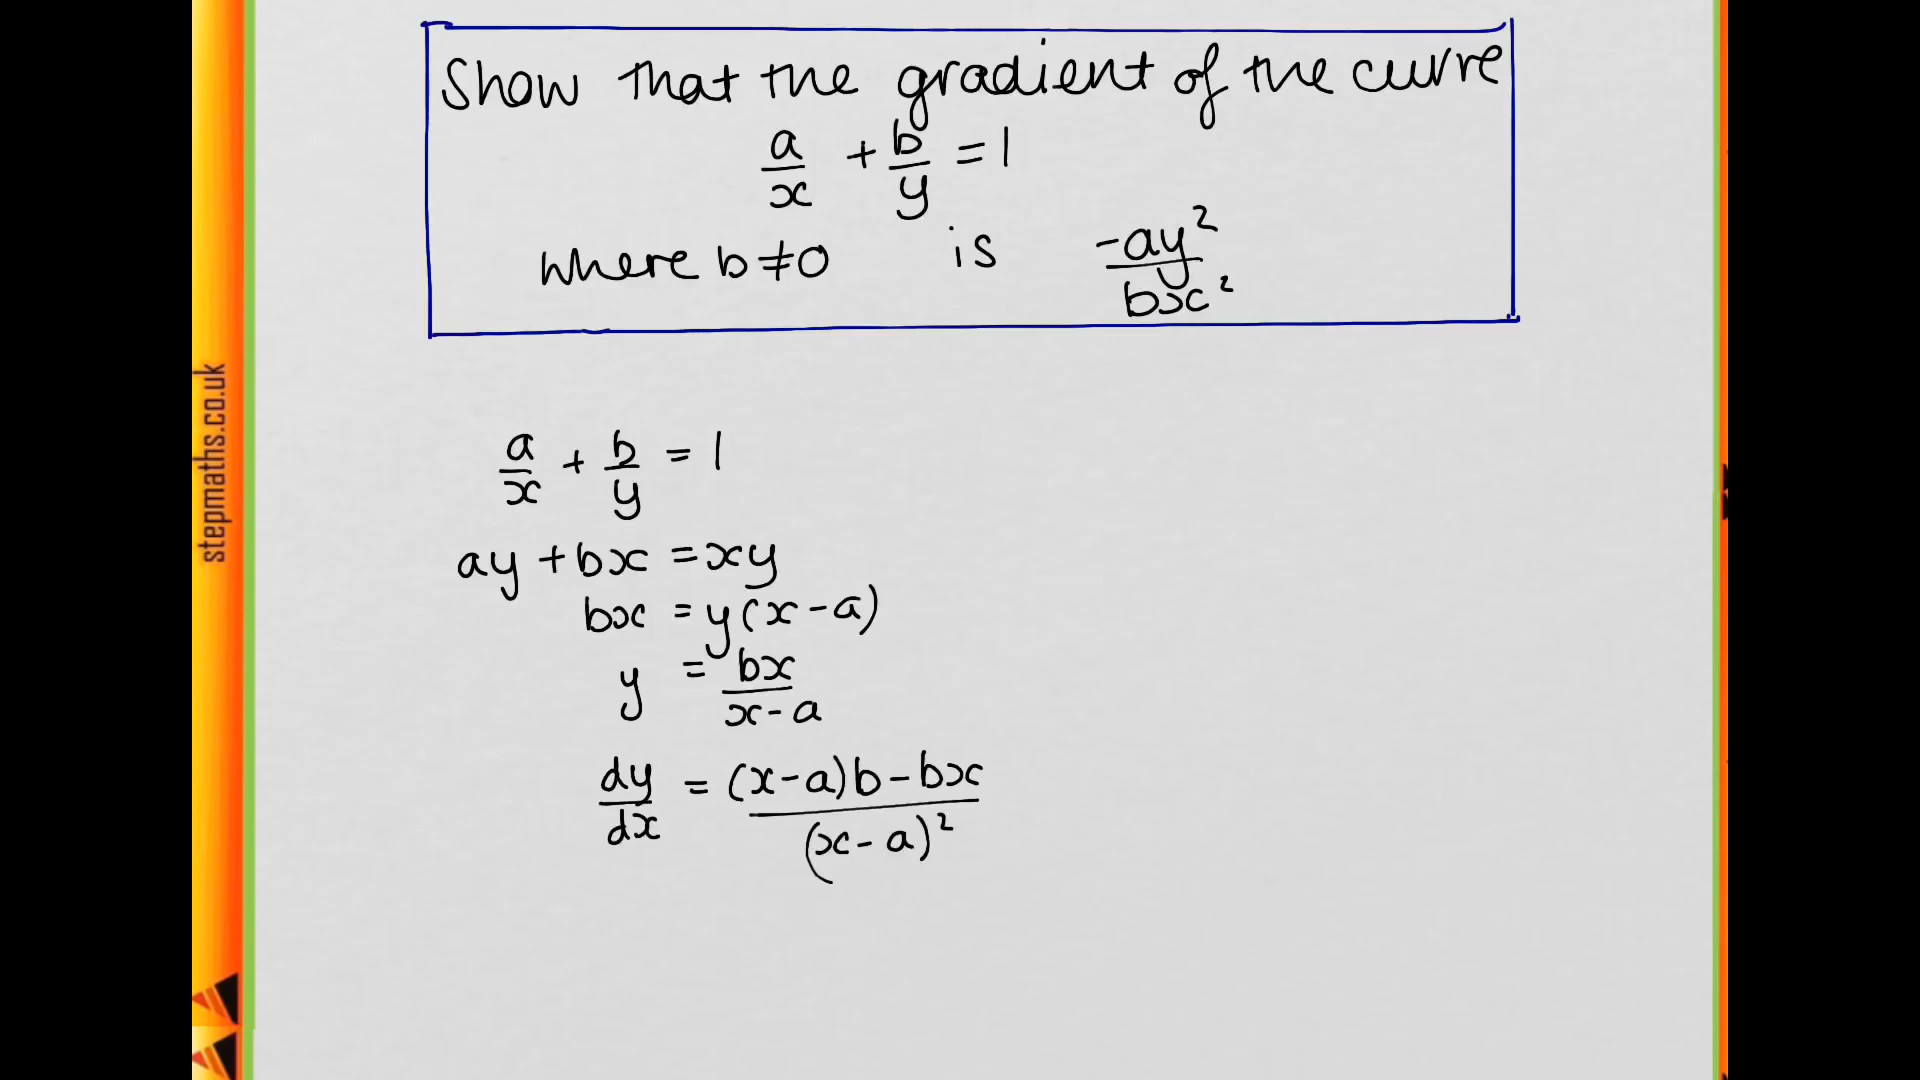 Show that the gradient of the curve
a/x + b/y = 1
where b ≠ 0 is -ay²/bx²
stepmaths.co.uk
a/x + b/y = 1
ay + bx = xy
bx = y(x - a)
y = bx/x - a
dy/dx = (x - a)b - bx/(x - a)²